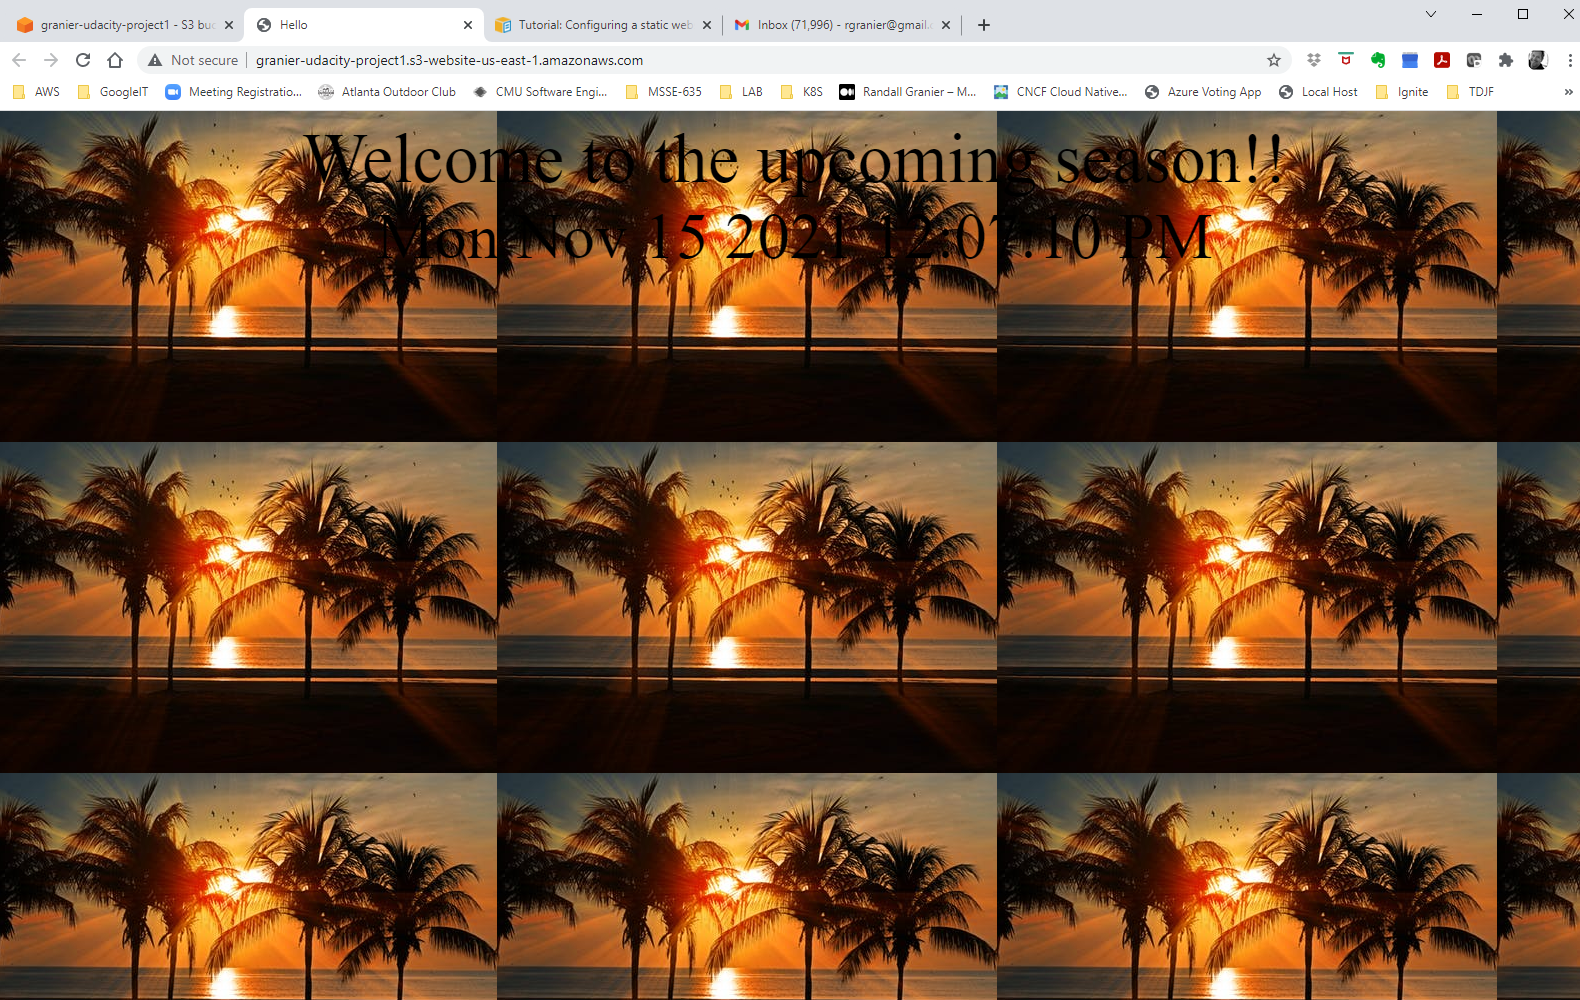 granier-udacity-project1 - S3 buc
Hello
Tutorial: Configuring a static web
Inbox (71,996) - rgranier@gmail.c
Not secure
granier-udacity-project1.s3-website-us-east-1.amazonaws.com
AWS
GoogleIT
Meeting Registratio...
Atlanta Outdoor Club
CMU Software Engi...
MSSE-635
LAB
K8S
Randall Granier – M...
CNCF Cloud Native...
Azure Voting App
Local Host
Ignite
TDJF
»
Welcome to the upcoming season!!
Mon Nov 15 2021 12:07:10 PM